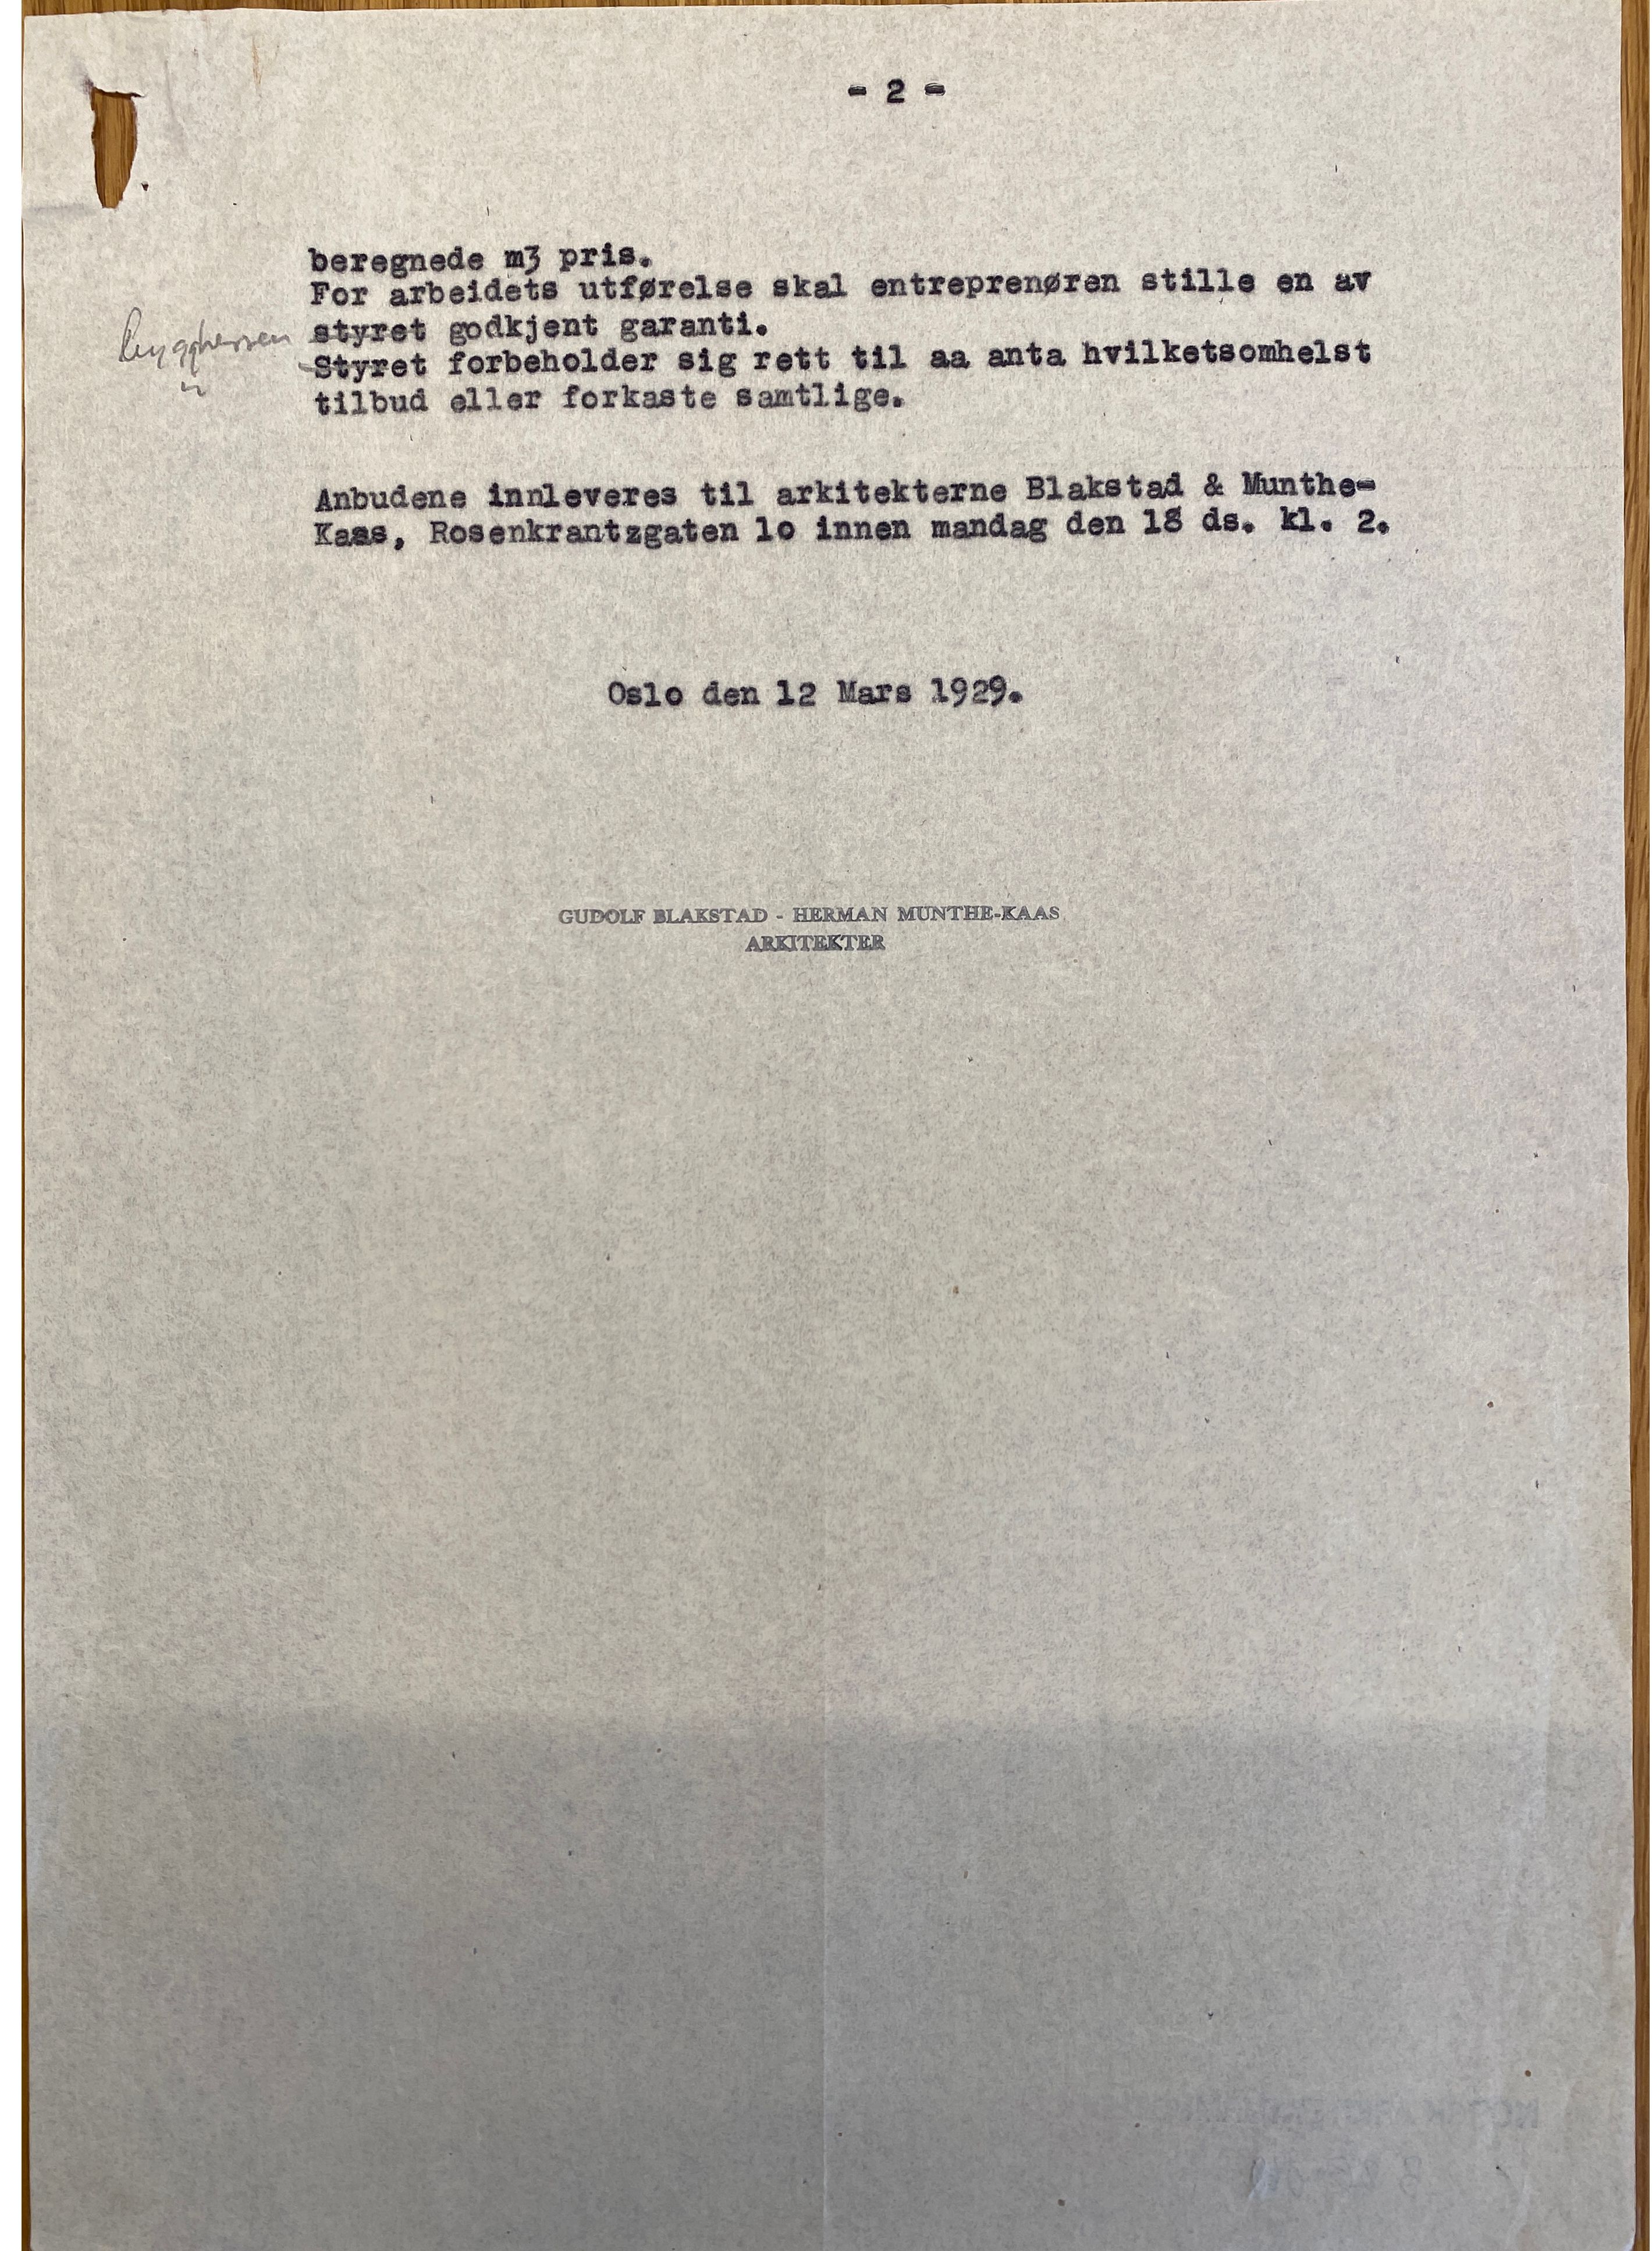 - 2 -
beregnede m3 pris.
For arbeidets utførelse skal entreprenøren stille en av
Byggherren styret godkjent garanti.
Styret forbeholder sig rett til aa anta hvilketsomhelst
tilbud eller forkaste samtlige.
Anbudene innleveres til arkitekterne Blakstad & Munthe-
Kaas, Rosenkrantzgaten 1o innen mandag den 18 ds. kl. 2.
Oslo den 12 Mars 1929.
GUDOLF BLAKSTAD - HERMAN MUNTHE-KAAS
ARKITEKTER